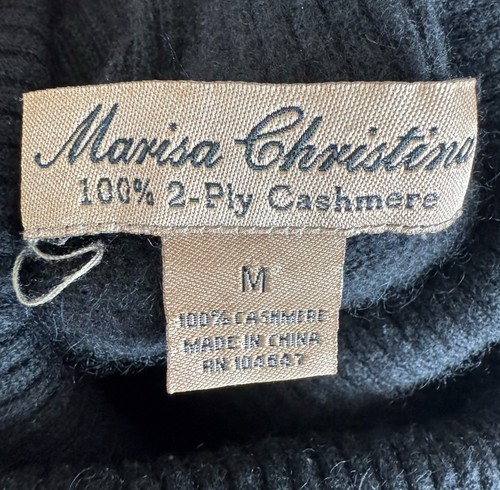 Marisa Christina
100% 2-Ply Cashmere
M
100% CASHMERE
MADE IN CHINA
RN 104647